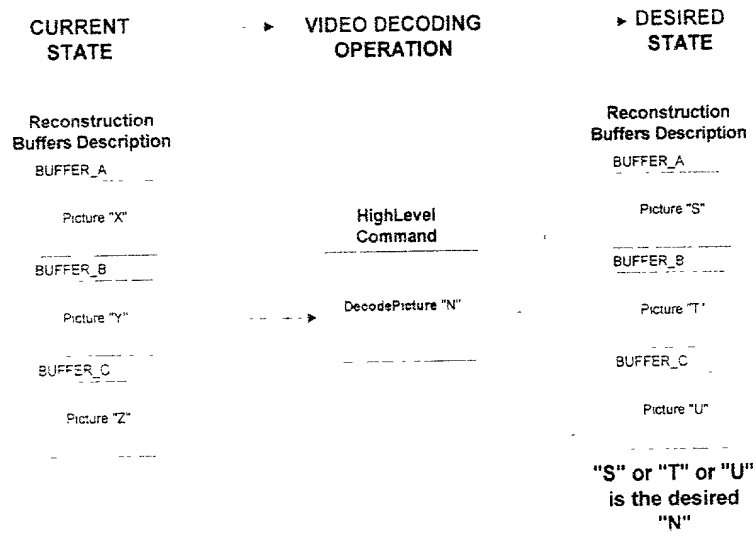 CURRENT
STATE
VIDEO DECODING
OPERATION
DESIRED
STATE
Reconstruction
Buffers Description
BUFFER_A
Picture "X"
BUFFER_B
Picture "Y"
BUFFER_C
Picture "Z"
HighLevel
Command
DecodePicture "N"
Reconstruction
Buffers Description
BUFFER_A
Picture "S"
BUFFER_B
Picture "T"
BUFFER_C
Picture "U"
"S" or "T" or "U"
is the desired
"N"